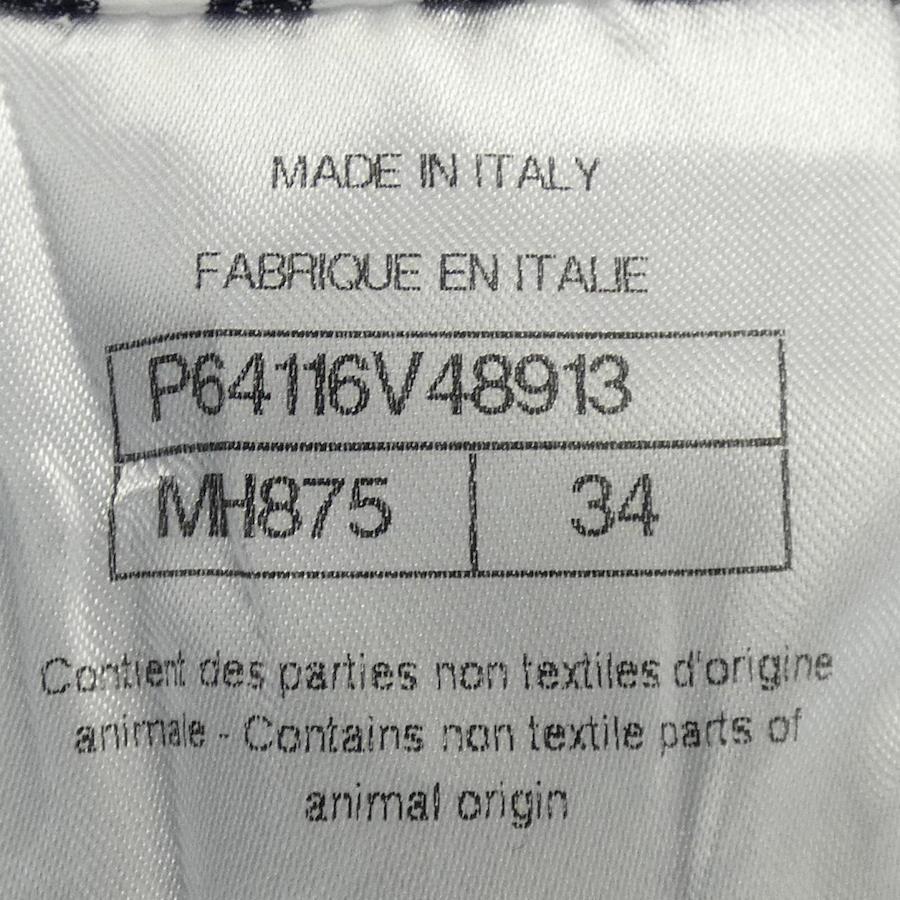 MADE IN ITALY
FABRIQUE EN ITALIE
P64116V48913
MH875 34
Contient des parties non textiles d'origine
animale - Contains non textile parts of
animal origin